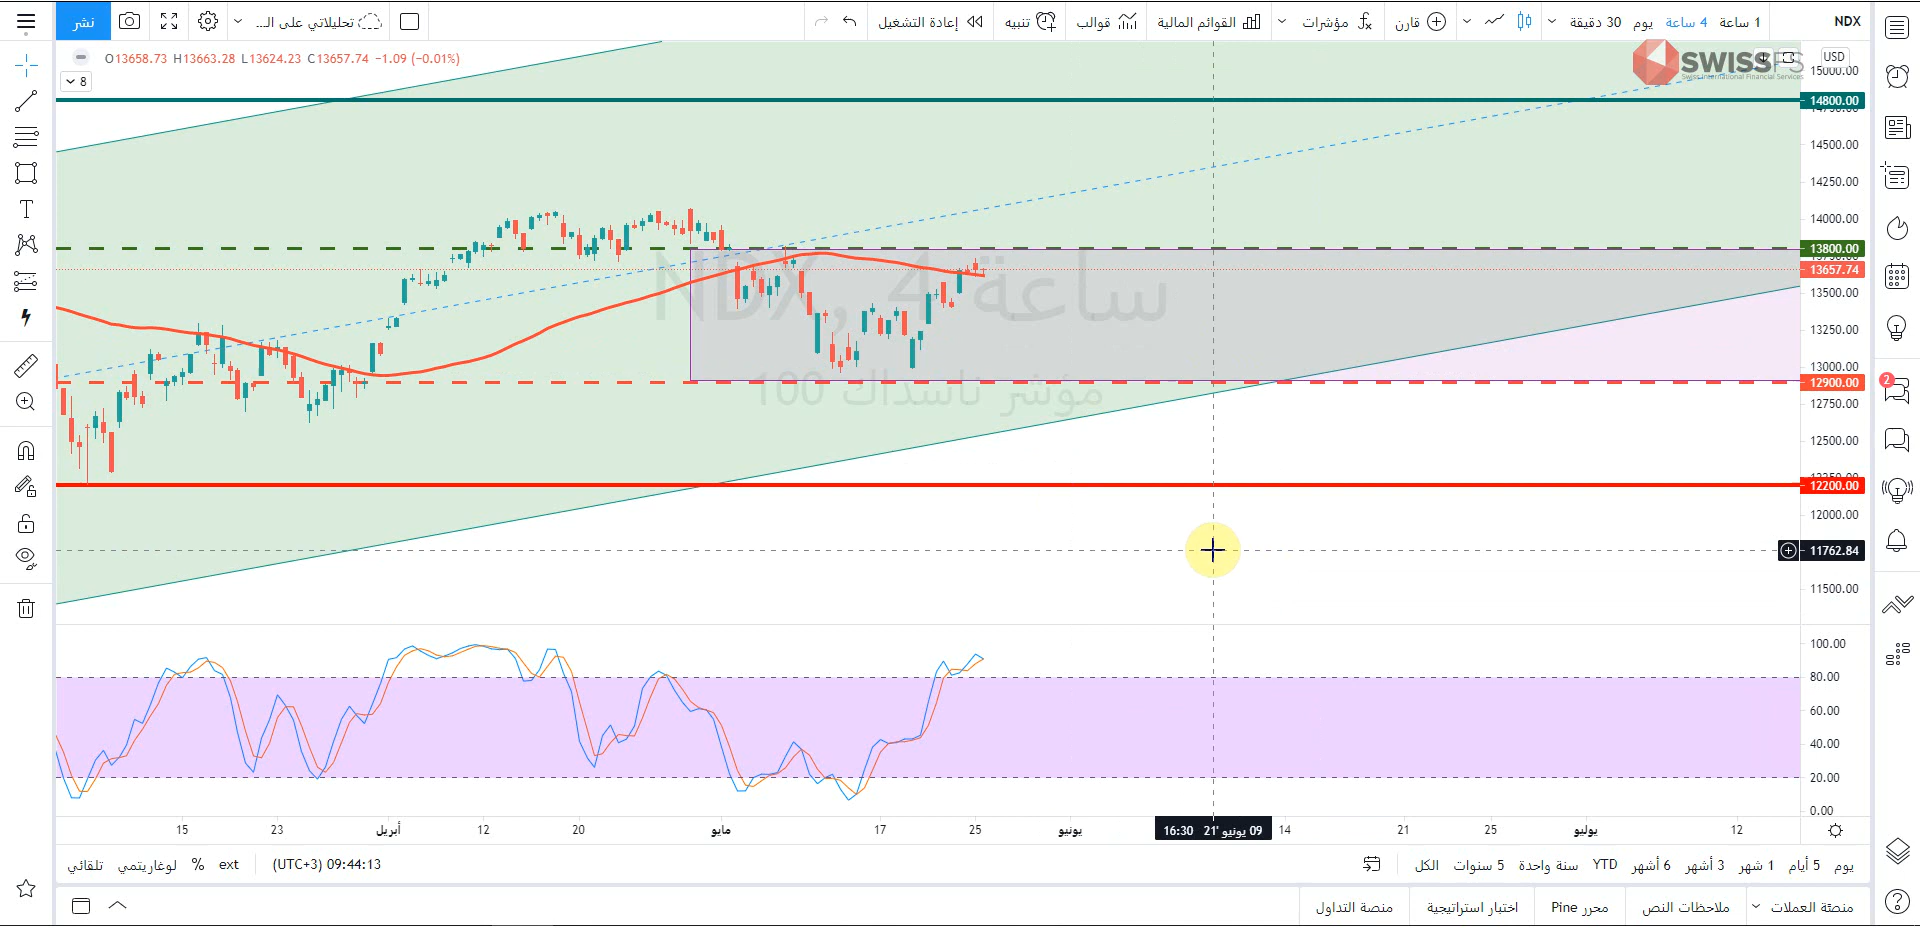 نشر
تحليلاتي على الـ...
إعادة التشغيل
تنبيه
قوالب
القوائم المالية
مؤشرات
قارن
30 دقيقة
يوم
4 ساعة
1 ساعة
NDX
O13658.73 H13663.28 L13624.23 C13657.74 −1.09 (−0.01%)
8
SWISSFS
Swiss International Financial Services
USD
15000.00
14800.00
14500.00
14250.00
14000.00
13800.00
13657.74
13500.00
13250.00
13000.00
12900.00
12750.00
12500.00
12200.00
12000.00
11762.84
11500.00
NDX, 4 ساعة
مؤشر ناسداك 100
2
100.00
80.00
60.00
40.00
20.00
0.00
15 23 أبريل 12 20 مايو 17 25 يونيو 09 يونيو '21 16:30 14 21 25 يوليو 12
تلقائي لوغاريتمي % ext 09:44:13 (UTC+3)
يوم 5 أيام 1 شهر 3 أشهر 6 أشهر YTD سنة واحدة 5 سنوات الكل
منصّة العملات ملاحظات النص محرر Pine اختبار استراتيجية منصة التداول